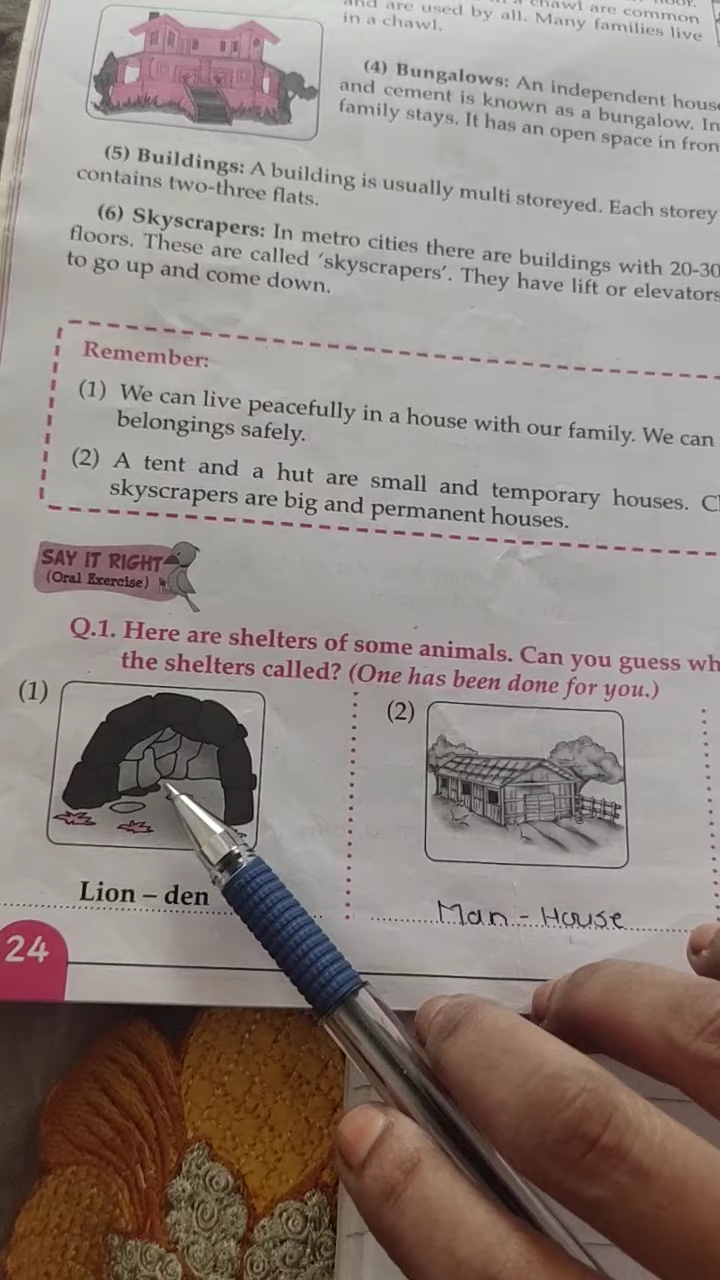 a chawl are common
and are used by all. Many families live
in a chawl.
(4) Bungalows: An independent hous
and cement is known as a bungalow. In
family stays. It has an open space in fron
(5) Buildings: A building is usually multi storeyed. Each storey
contains two-three flats.
(6) Skyscrapers: In metro cities there are buildings with 20-30
floors. These are called 'skyscrapers'. They have lift or elevators
to go up and come down.
Remember:
(1) We can live peacefully in a house with our family. We can
belongings safely.
(2) A tent and a hut are small and temporary houses. C
skyscrapers are big and permanent houses.
SAY IT RIGHT
(Oral Exercise)
Q.1. Here are shelters of some animals. Can you guess wh
the shelters called? (One has been done for you.)
(1)
(2)
Lion – den
Man - House
24